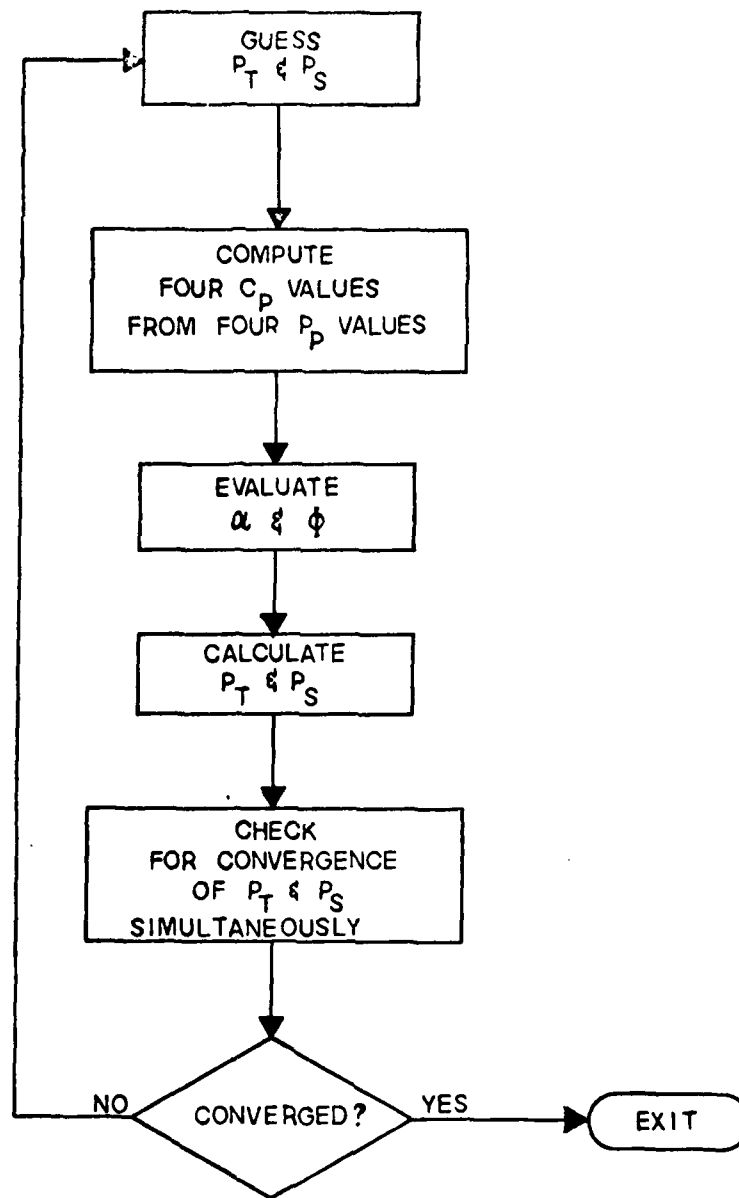 GUESS
P_T & P_S
COMPUTE
FOUR C_P VALUES
FROM FOUR P_P VALUES
EVALUATE
α & ϕ
CALCULATE
P_T & P_S
CHECK
FOR CONVERGENCE
OF P_T & P_S
SIMULTANEOUSLY
NO
CONVERGED?
YES
EXIT